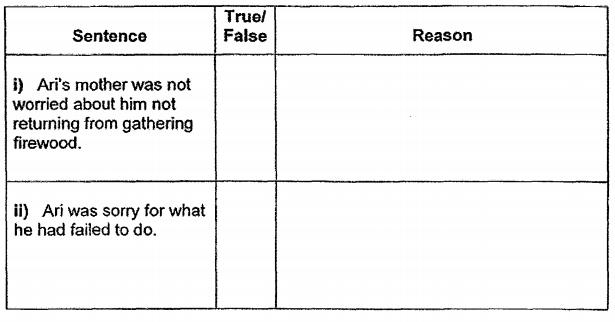 Sentence True/ False Reason
i) Ari's mother was not
worried about him not
returning from gathering
firewood.
ii) Ari was sorry for what
he had failed to do.